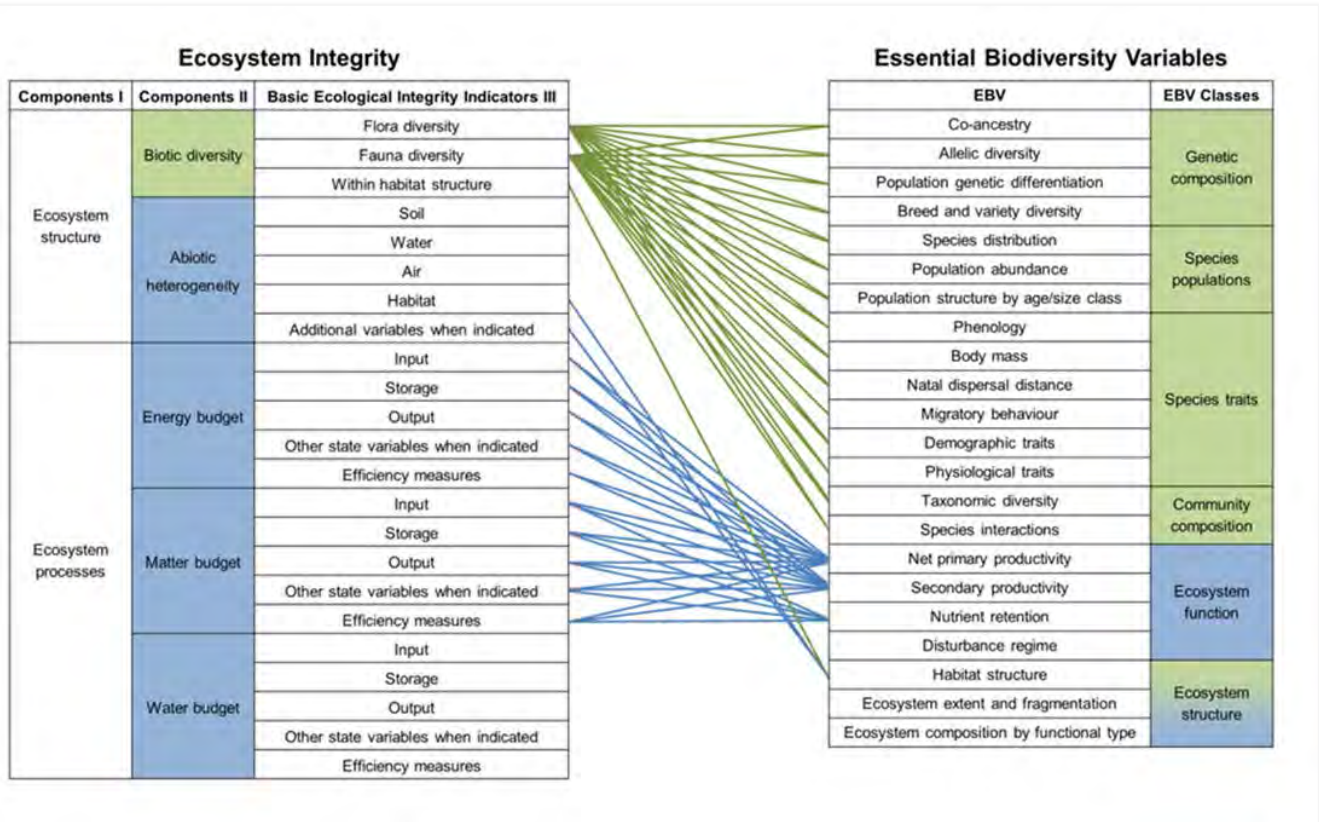 Ecosystem Integrity
Components I Components II Basic Ecological Integrity Indicators III
Ecosystem
structure
Biotic diversity
Flora diversity
Fauna diversity
Within habitat structure
Abiotic
heterogeneity
Soil
Water
Air
Habitat
Additional variables when indicated
Ecosystem
processes
Energy budget
Input
Storage
Output
Other state variables when indicated
Efficiency measures
Matter budget
Input
Storage
Output
Other state variables when indicated
Efficiency measures
Water budget
Input
Storage
Output
Other state variables when indicated
Efficiency measures
Essential Biodiversity Variables
EBV EBV Classes
Co-ancestry
Allelic diversity
Population genetic differentiation
Breed and variety diversity
Genetic
composition
Species distribution
Population abundance
Population structure by age/size class
Species
populations
Phenology
Body mass
Natal dispersal distance
Migratory behaviour
Demographic traits
Physiological traits
Species traits
Taxonomic diversity
Species interactions
Community
composition
Net primary productivity
Secondary productivity
Nutrient retention
Disturbance regime
Ecosystem
function
Habitat structure
Ecosystem extent and fragmentation
Ecosystem composition by functional type
Ecosystem
structure